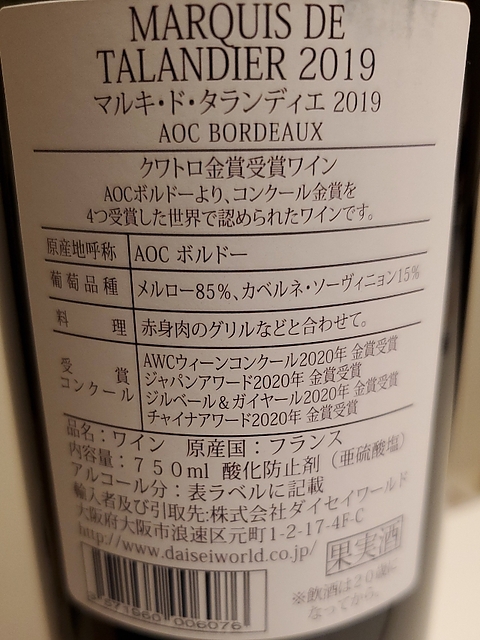 MARQUIS DE
TALANDIER 2019
マルキ・ド・タランディエ 2019
AOC BORDEAUX
クワトロ金賞受賞ワイン
AOCボルドーより、コンクール金賞を
4つ受賞した世界で認められたワインです。
原産地呼称 AOC ボルドー
葡萄品種 メルロー85%、カベルネ・ソーヴィニョン15%
料理 赤身肉のグリルなどと合わせて。
受賞コンクール AWCウィーンコンクール2020年 金賞受賞
ジャパンアワード2020年 金賞受賞
ジルベール&ガイヤール2020年 金賞受賞
チャイナアワード2020年 金賞受賞
品名：ワイン 原産国：フランス
内容量：750ml 酸化防止剤（亜硫酸塩）
アルコール分：表ラベルに記載
輸入者及び引取先:株式会社ダイセイワールド
大阪府大阪市浪速区元町1-2-17-4F-C
http://www.daiseiworld.co.jp/
果実酒
※飲酒は20歳に
なってから。
006076